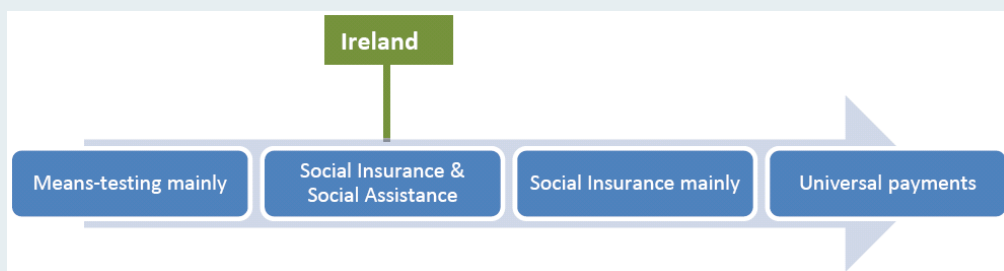 Ireland
Means-testing mainly
Social Insurance &
Social Assistance
Social Insurance mainly
Universal payments